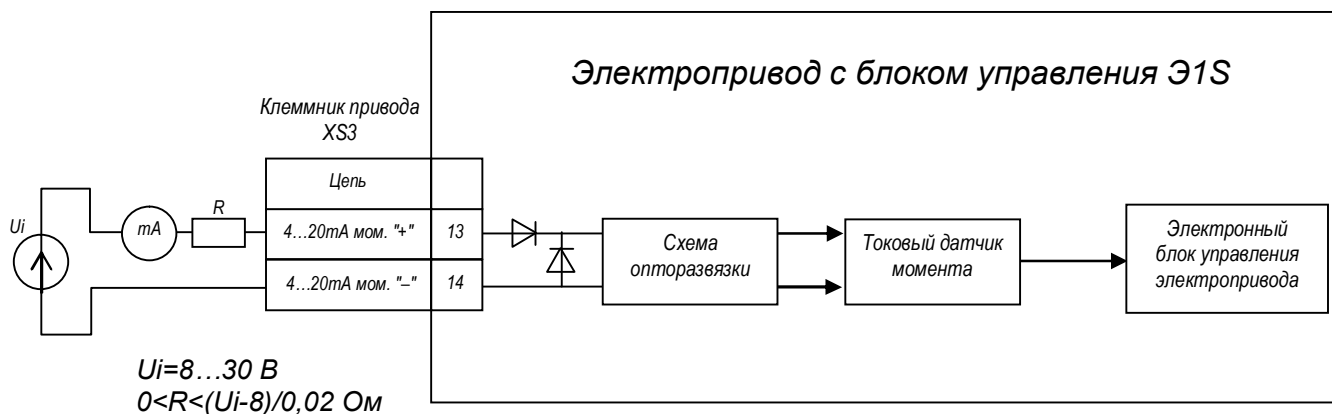 Электропривод с блоком управления Э1S
Клеммник привода
XS3
Цепь
Ui
mA
R
4...20mA мом. "+"
13
4...20mA мом. "–"
14
Схема
опторазвязки
Токовый датчик
момента
Электронный
блок управления
электропривода
Ui=8...30 В
0<R<(Ui-8)/0,02 Ом